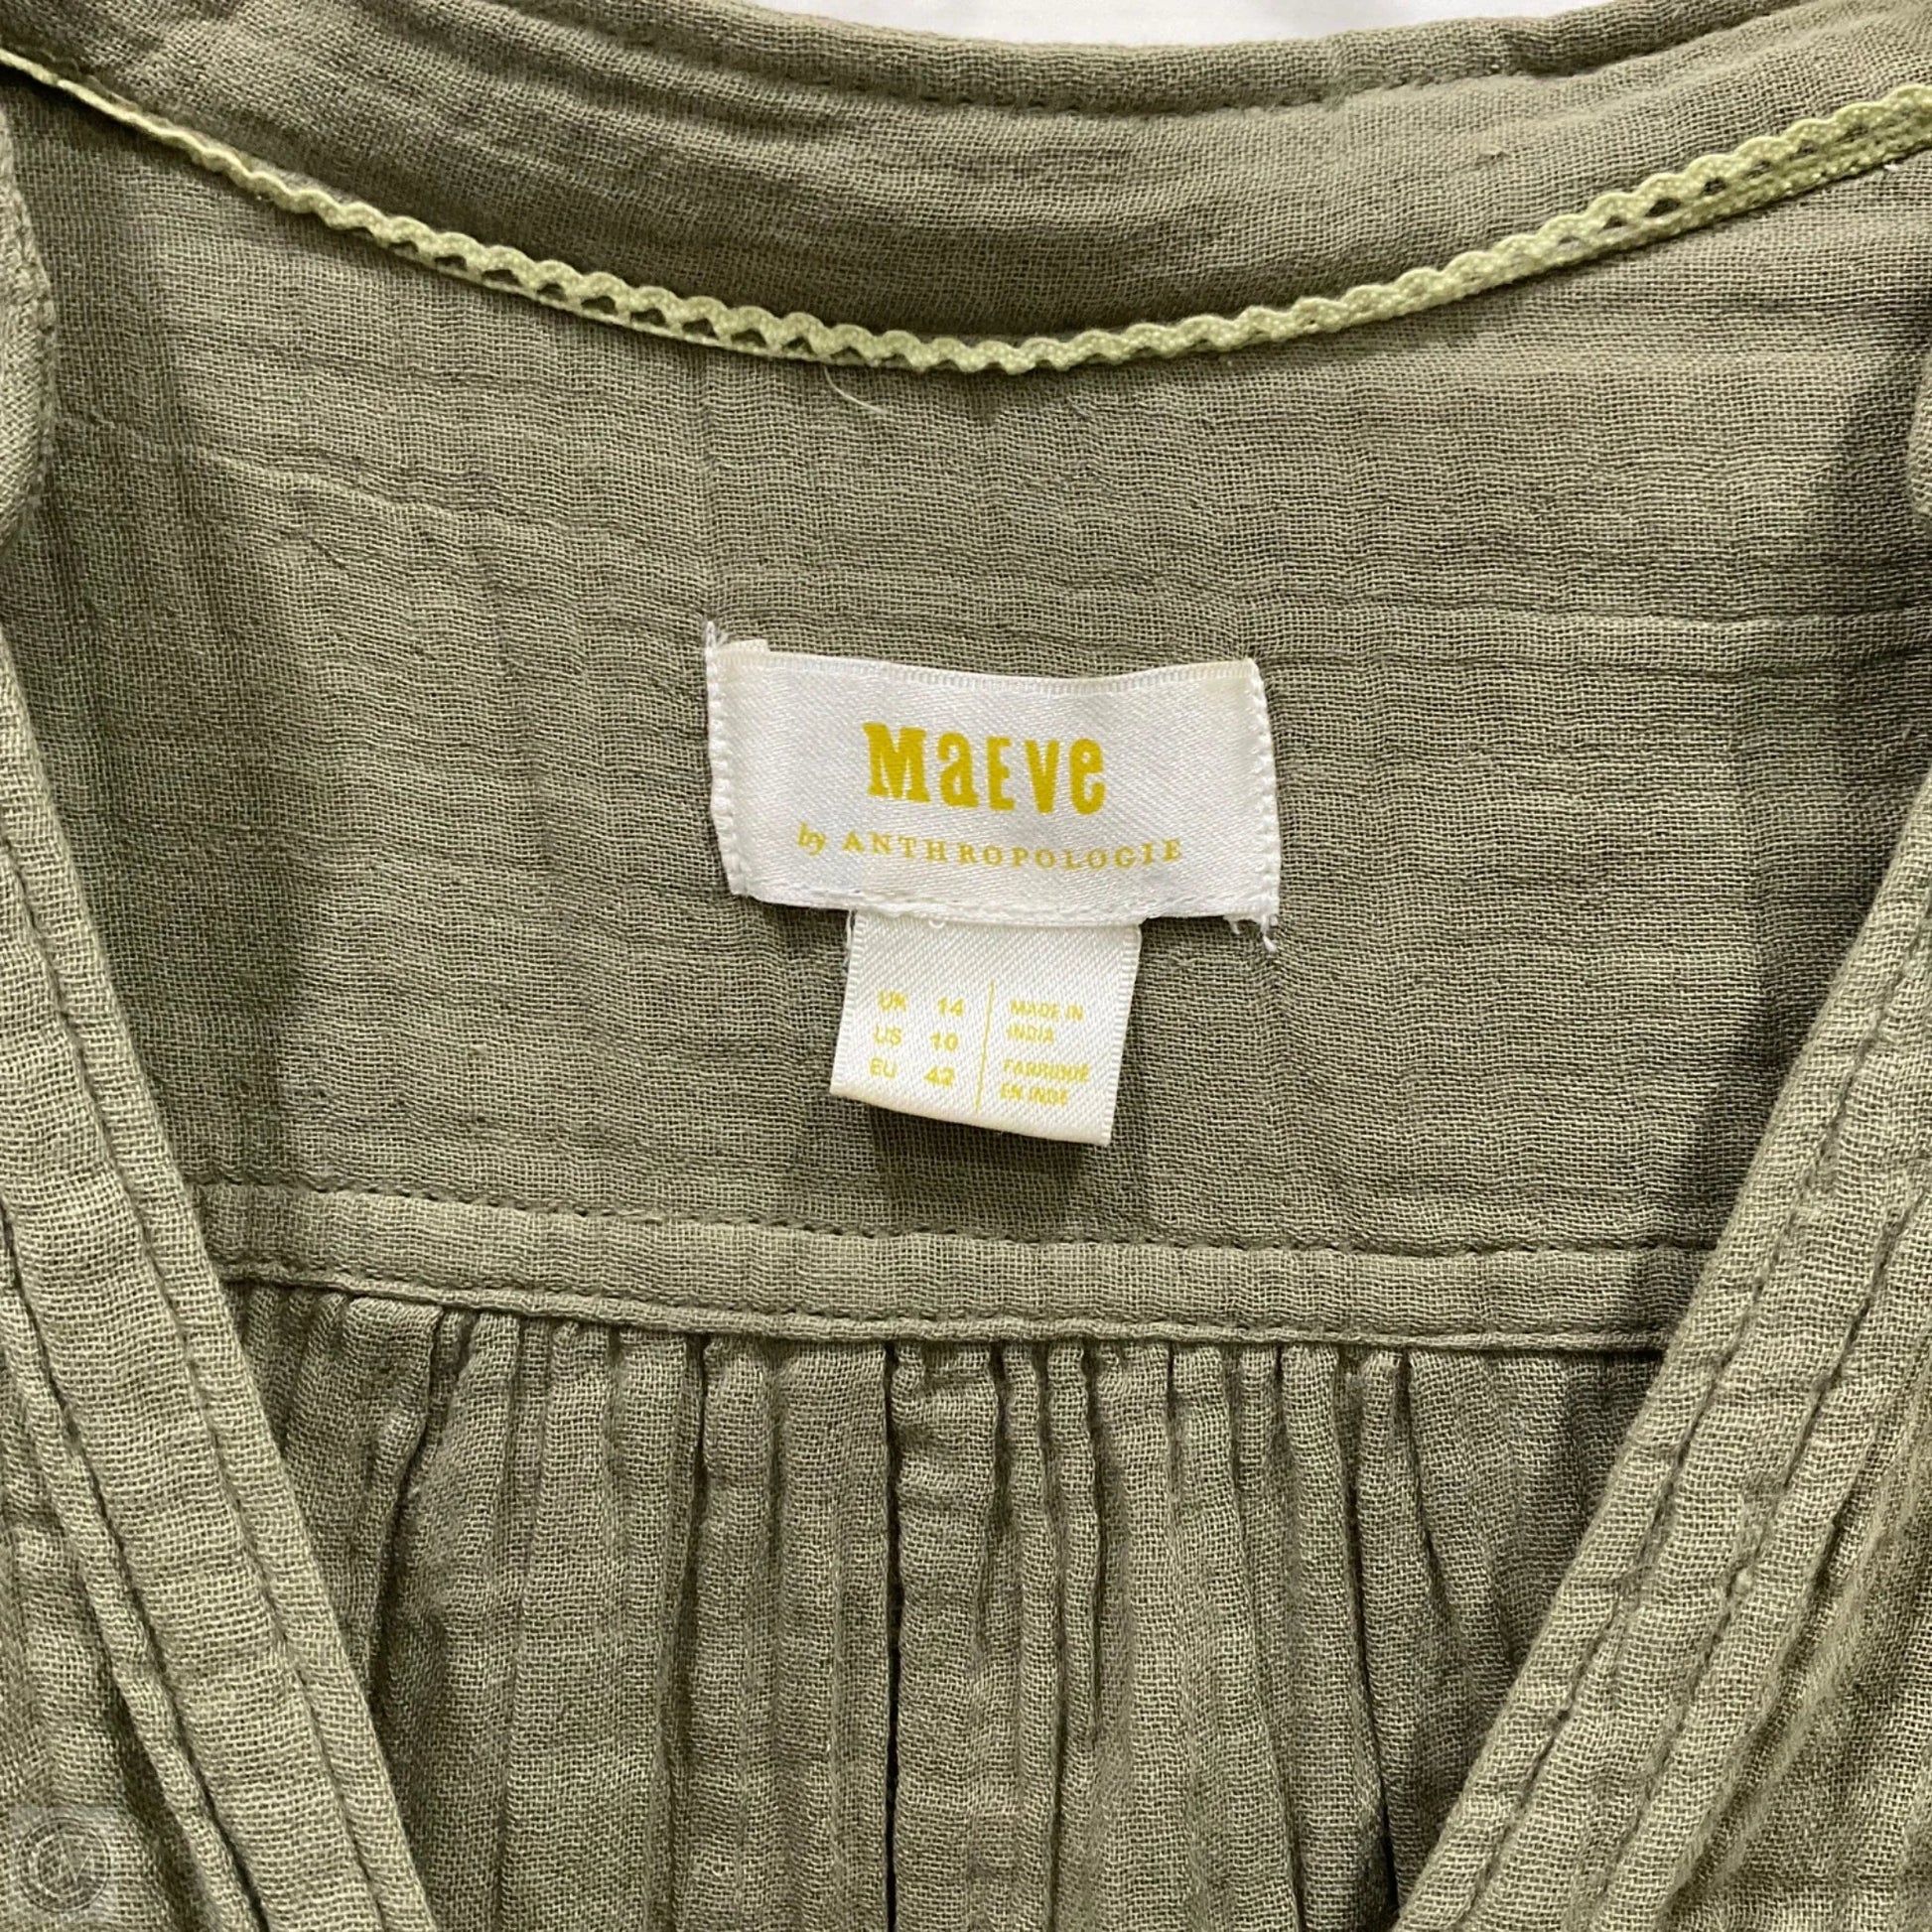 MaEve
by ANTHROPOLOGIE
UK 14
US 10
EU 42
MADE IN
INDIA
FABRIQUÉ
EN INDE